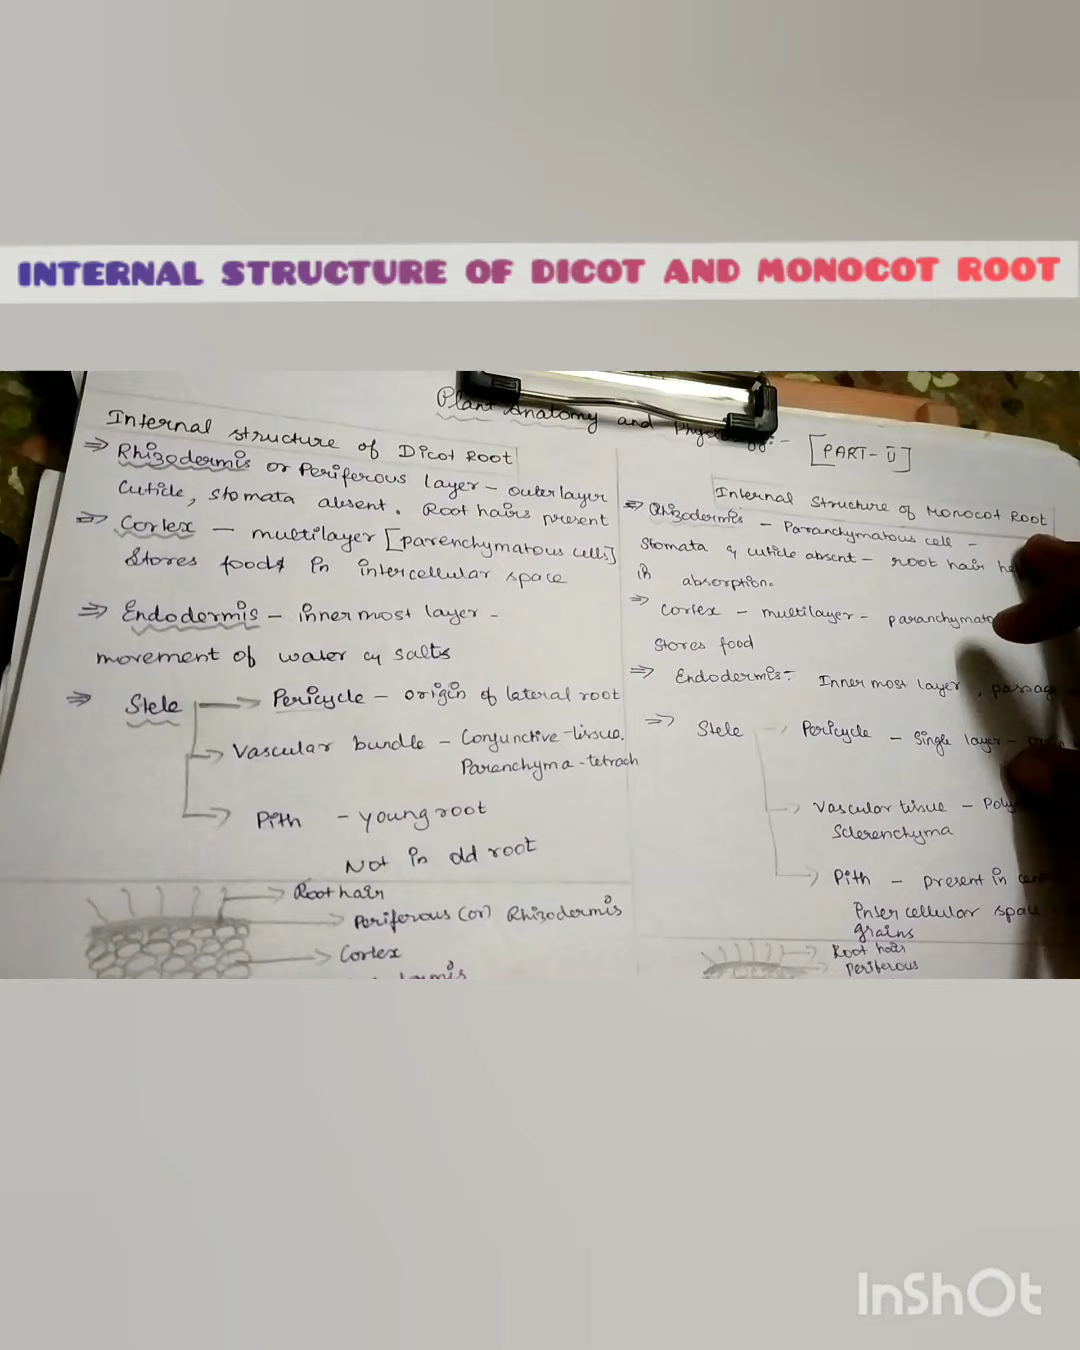 INTERNAL STRUCTURE OF DICOT AND MONOCOT ROOT
Plant Anatomy and
[PART-II]
Internal structure of Dicot Root
⇒ Rhizodermis or Periferous layer - outer layer
Cuticle, stomata absent. Root hairs present
⇒ Cortex - multilayer [parenchymatous cells]
Stores food in intercellular space
⇒ Endodermis - inner most layer -
movement of water & salts
⇒ Stele → Pericycle - origin of lateral root
→ Vascular bundle - Conjunctive-tissue.
Parenchyma-tetrach
→ Pith - young root
Not in old root
Root hair
Periferous (or) Rhizodermis
Cortex
Internal Structure of Monocot Root
⇒ Rhizodermis - Paranchymatous cell -
Stomata & cuticle absent - root hair
in absorption.
⇒ Cortex - multilayer -
Stores food
⇒ Endodermis - Inner most layer,
⇒ Stele → Pericycle - Single layer -
→ Vascular tissue -
Sclerenchyma
→ Pith - present in
Inter cellular space
grains
Root hair
Periferous
InShOt